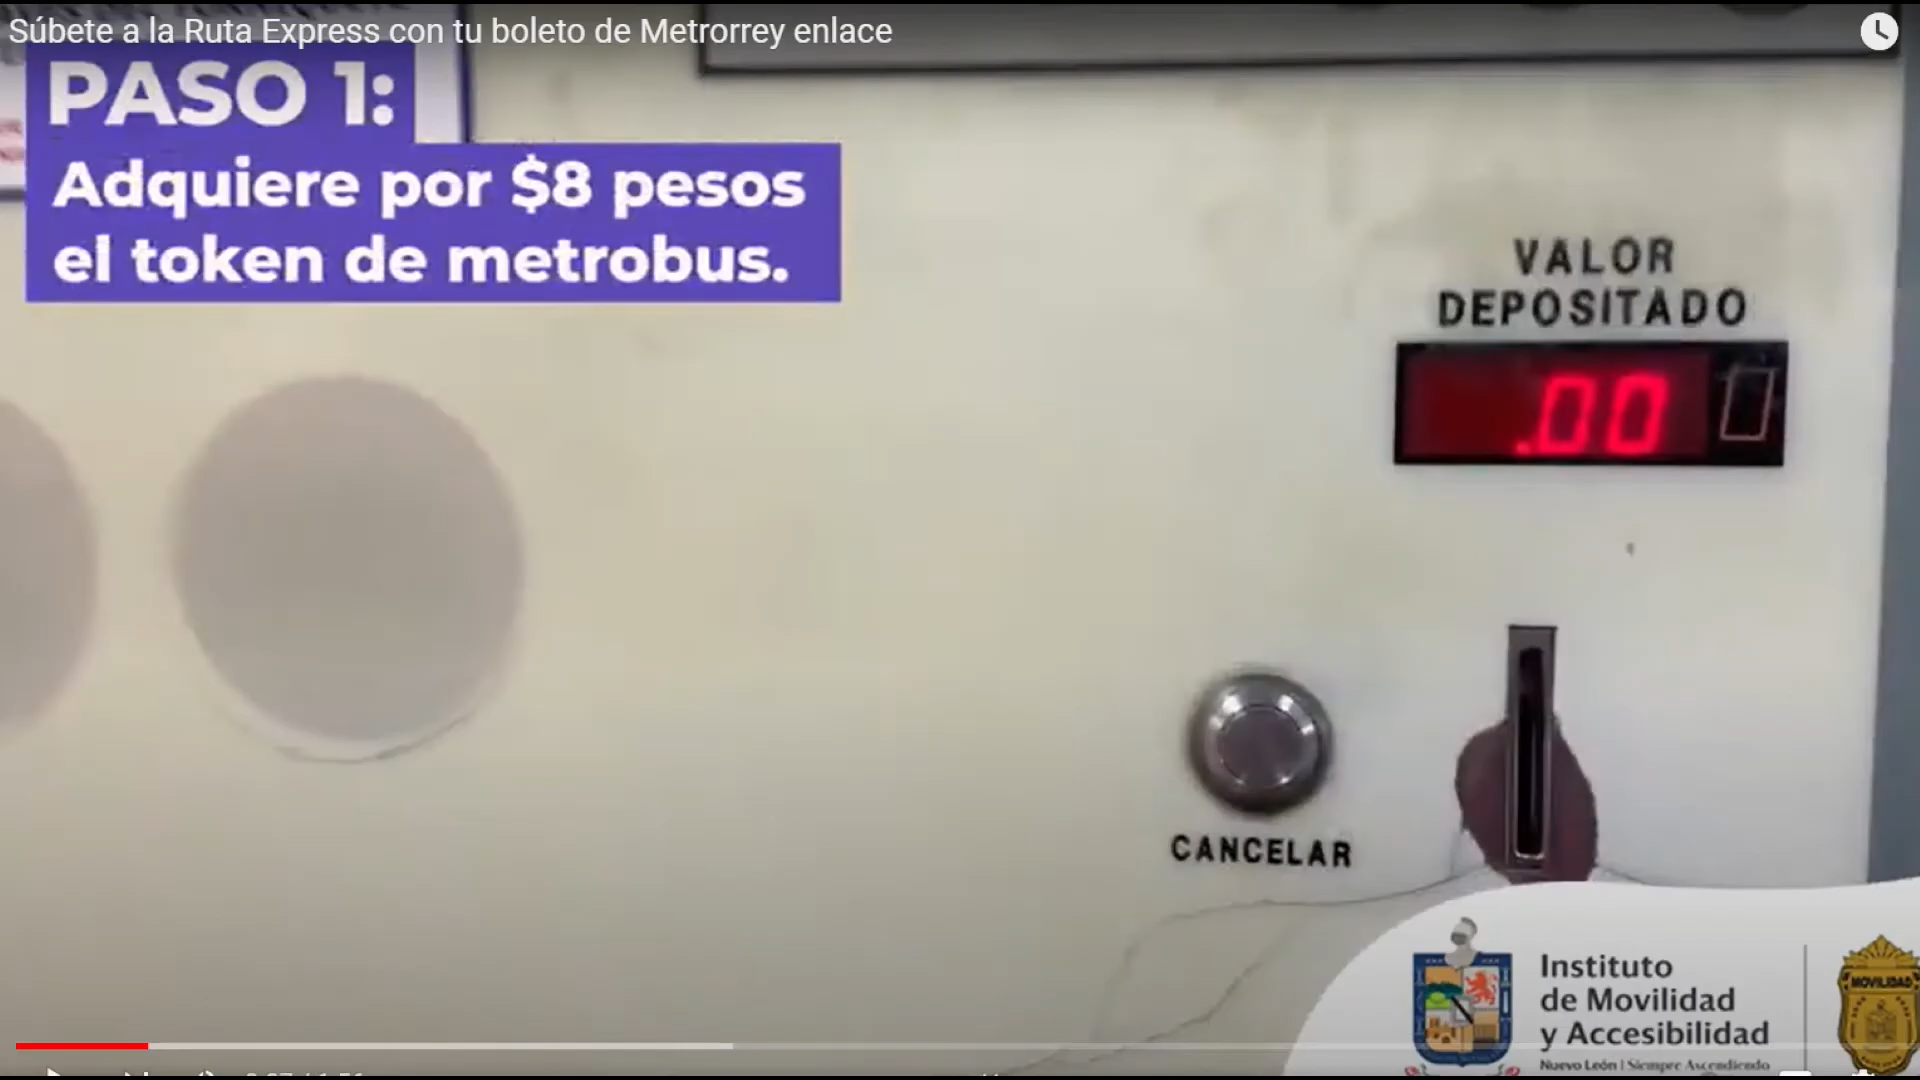 Súbete a la Ruta Express con tu boleto de Metrorrey enlace
PASO 1:
Adquiere por $8 pesos
el token de metrobus.
VALOR
DEPOSITADO
.00
CANCELAR
Instituto
de Movilidad
y Accesibilidad
Nuevo León | Siempre Ascendiendo
MOVILIDAD